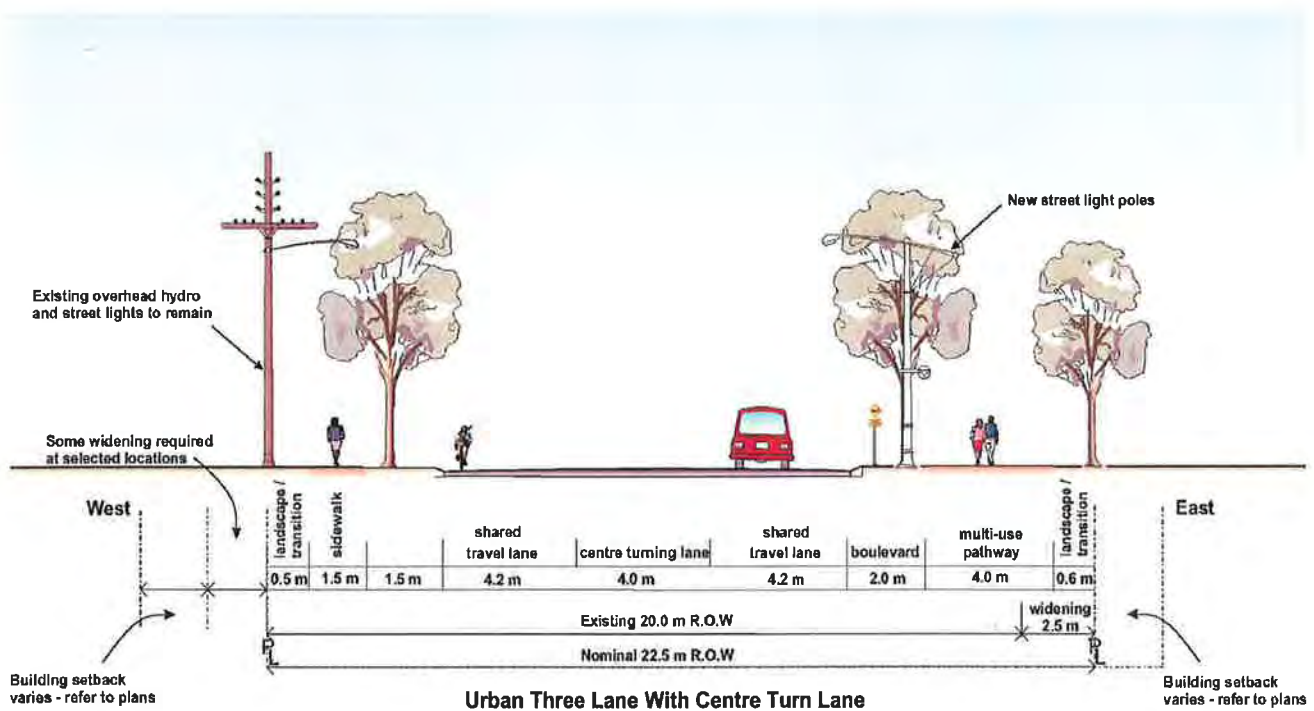 New street light poles
Existing overhead hydro
and street lights to remain
Some widening required
at selected locations
West
East
landscape /
transition
sidewalk
shared
travel lane
centre turning lane
shared
travel lane
boulevard
multi-use
pathway
landscape /
transition
0.5 m
1.5 m
1.5 m
4.2 m
4.0 m
4.2 m
2.0 m
4.0 m
0.6 m
Existing 20.0 m R.O.W
widening
2.5 m
Nominal 22.5 m R.O.W
PL
PL
Building setback
varies - refer to plans
Building setback
varies - refer to plans
Urban Three Lane With Centre Turn Lane